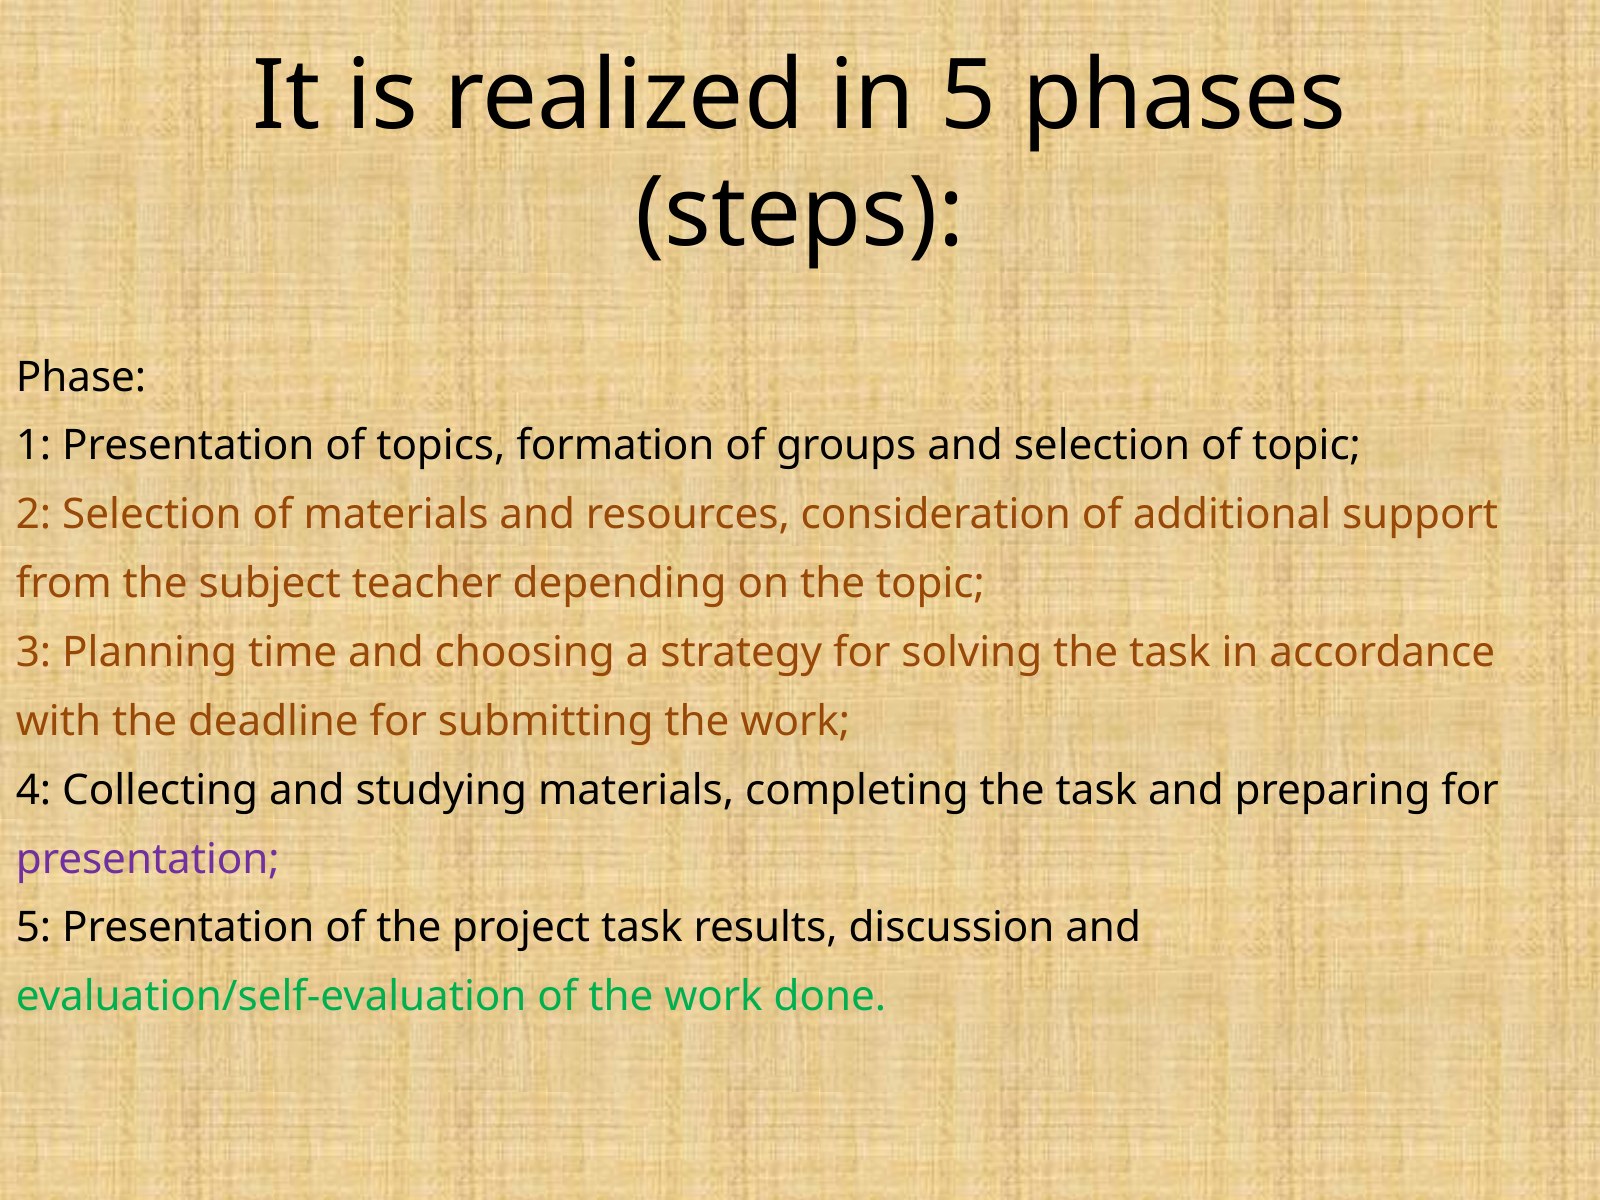 It is realized in 5 phases
(steps):
Phase:
1: Presentation of topics, formation of groups and selection of topic;
2: Selection of materials and resources, consideration of additional support
from the subject teacher depending on the topic;
3: Planning time and choosing a strategy for solving the task in accordance
with the deadline for submitting the work;
4: Collecting and studying materials, completing the task and preparing for
presentation;
5: Presentation of the project task results, discussion and
evaluation/self-evaluation of the work done.